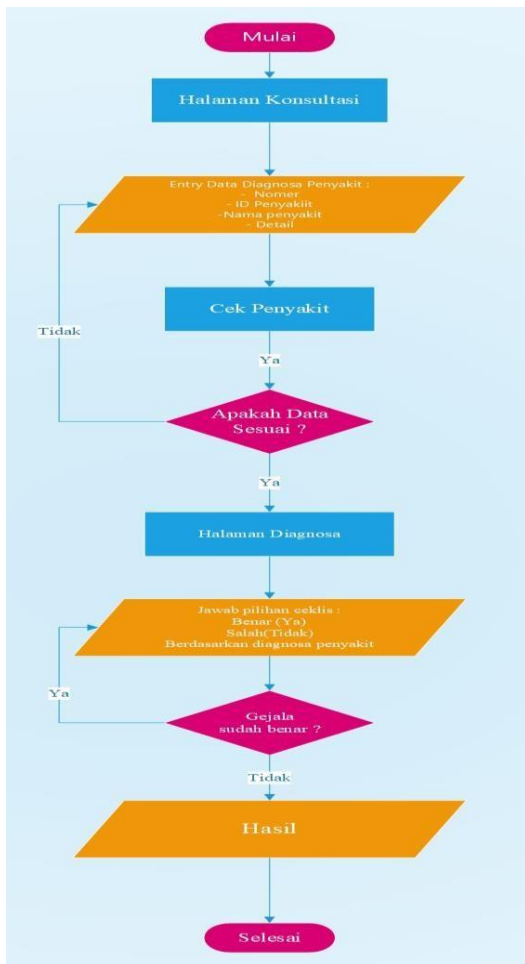 Mulai
Halaman Konsultasi
Entry Data Diagnosa Penyakit :
- Nomer
- ID Penyakiit
-Nama penyakit
- Detail
Cek Penyakit
Tidak
Ya
Apakah Data
Sesuai ?
Ya
Halaman Diagnosa
Jawab pilihan ceklis :
Benar (Ya)
Salah(Tidak)
Berdasarkan diagnosa penyakit
Ya
Gejala
sudah benar ?
Tidak
Hasil
Selesai